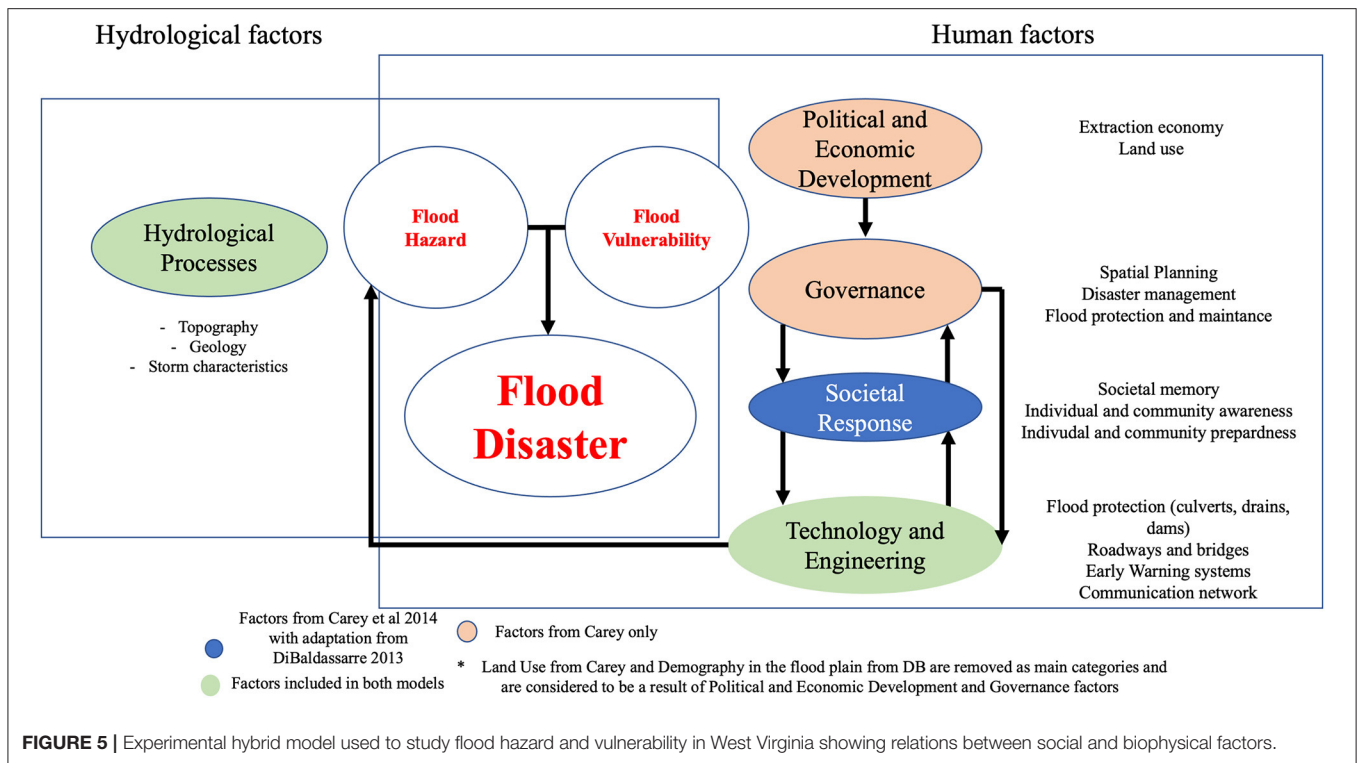 Hydrological factors
Human factors
Hydrological
Processes
- Topography
- Geology
- Storm characteristics
Flood
Hazard
Flood
Vulnerability
Flood
Disaster
Political and
Economic
Development
Extraction economy
Land use
Governance
Spatial Planning
Disaster management
Flood protection and maintance
Societal
Response
Societal memory
Individual and community awareness
Indivudal and community prepardness
Technology and
Engineering
Flood protection (culverts, drains,
dams)
Roadways and bridges
Early Warning systems
Communication network
Factors from Carey et al 2014
with adaptation from
DiBaldassarre 2013
Factors included in both models
Factors from Carey only
* Land Use from Carey and Demography in the flood plain from DB are removed as main categories and
are considered to be a result of Political and Economic Development and Governance factors
FIGURE 5 | Experimental hybrid model used to study flood hazard and vulnerability in West Virginia showing relations between social and biophysical factors.